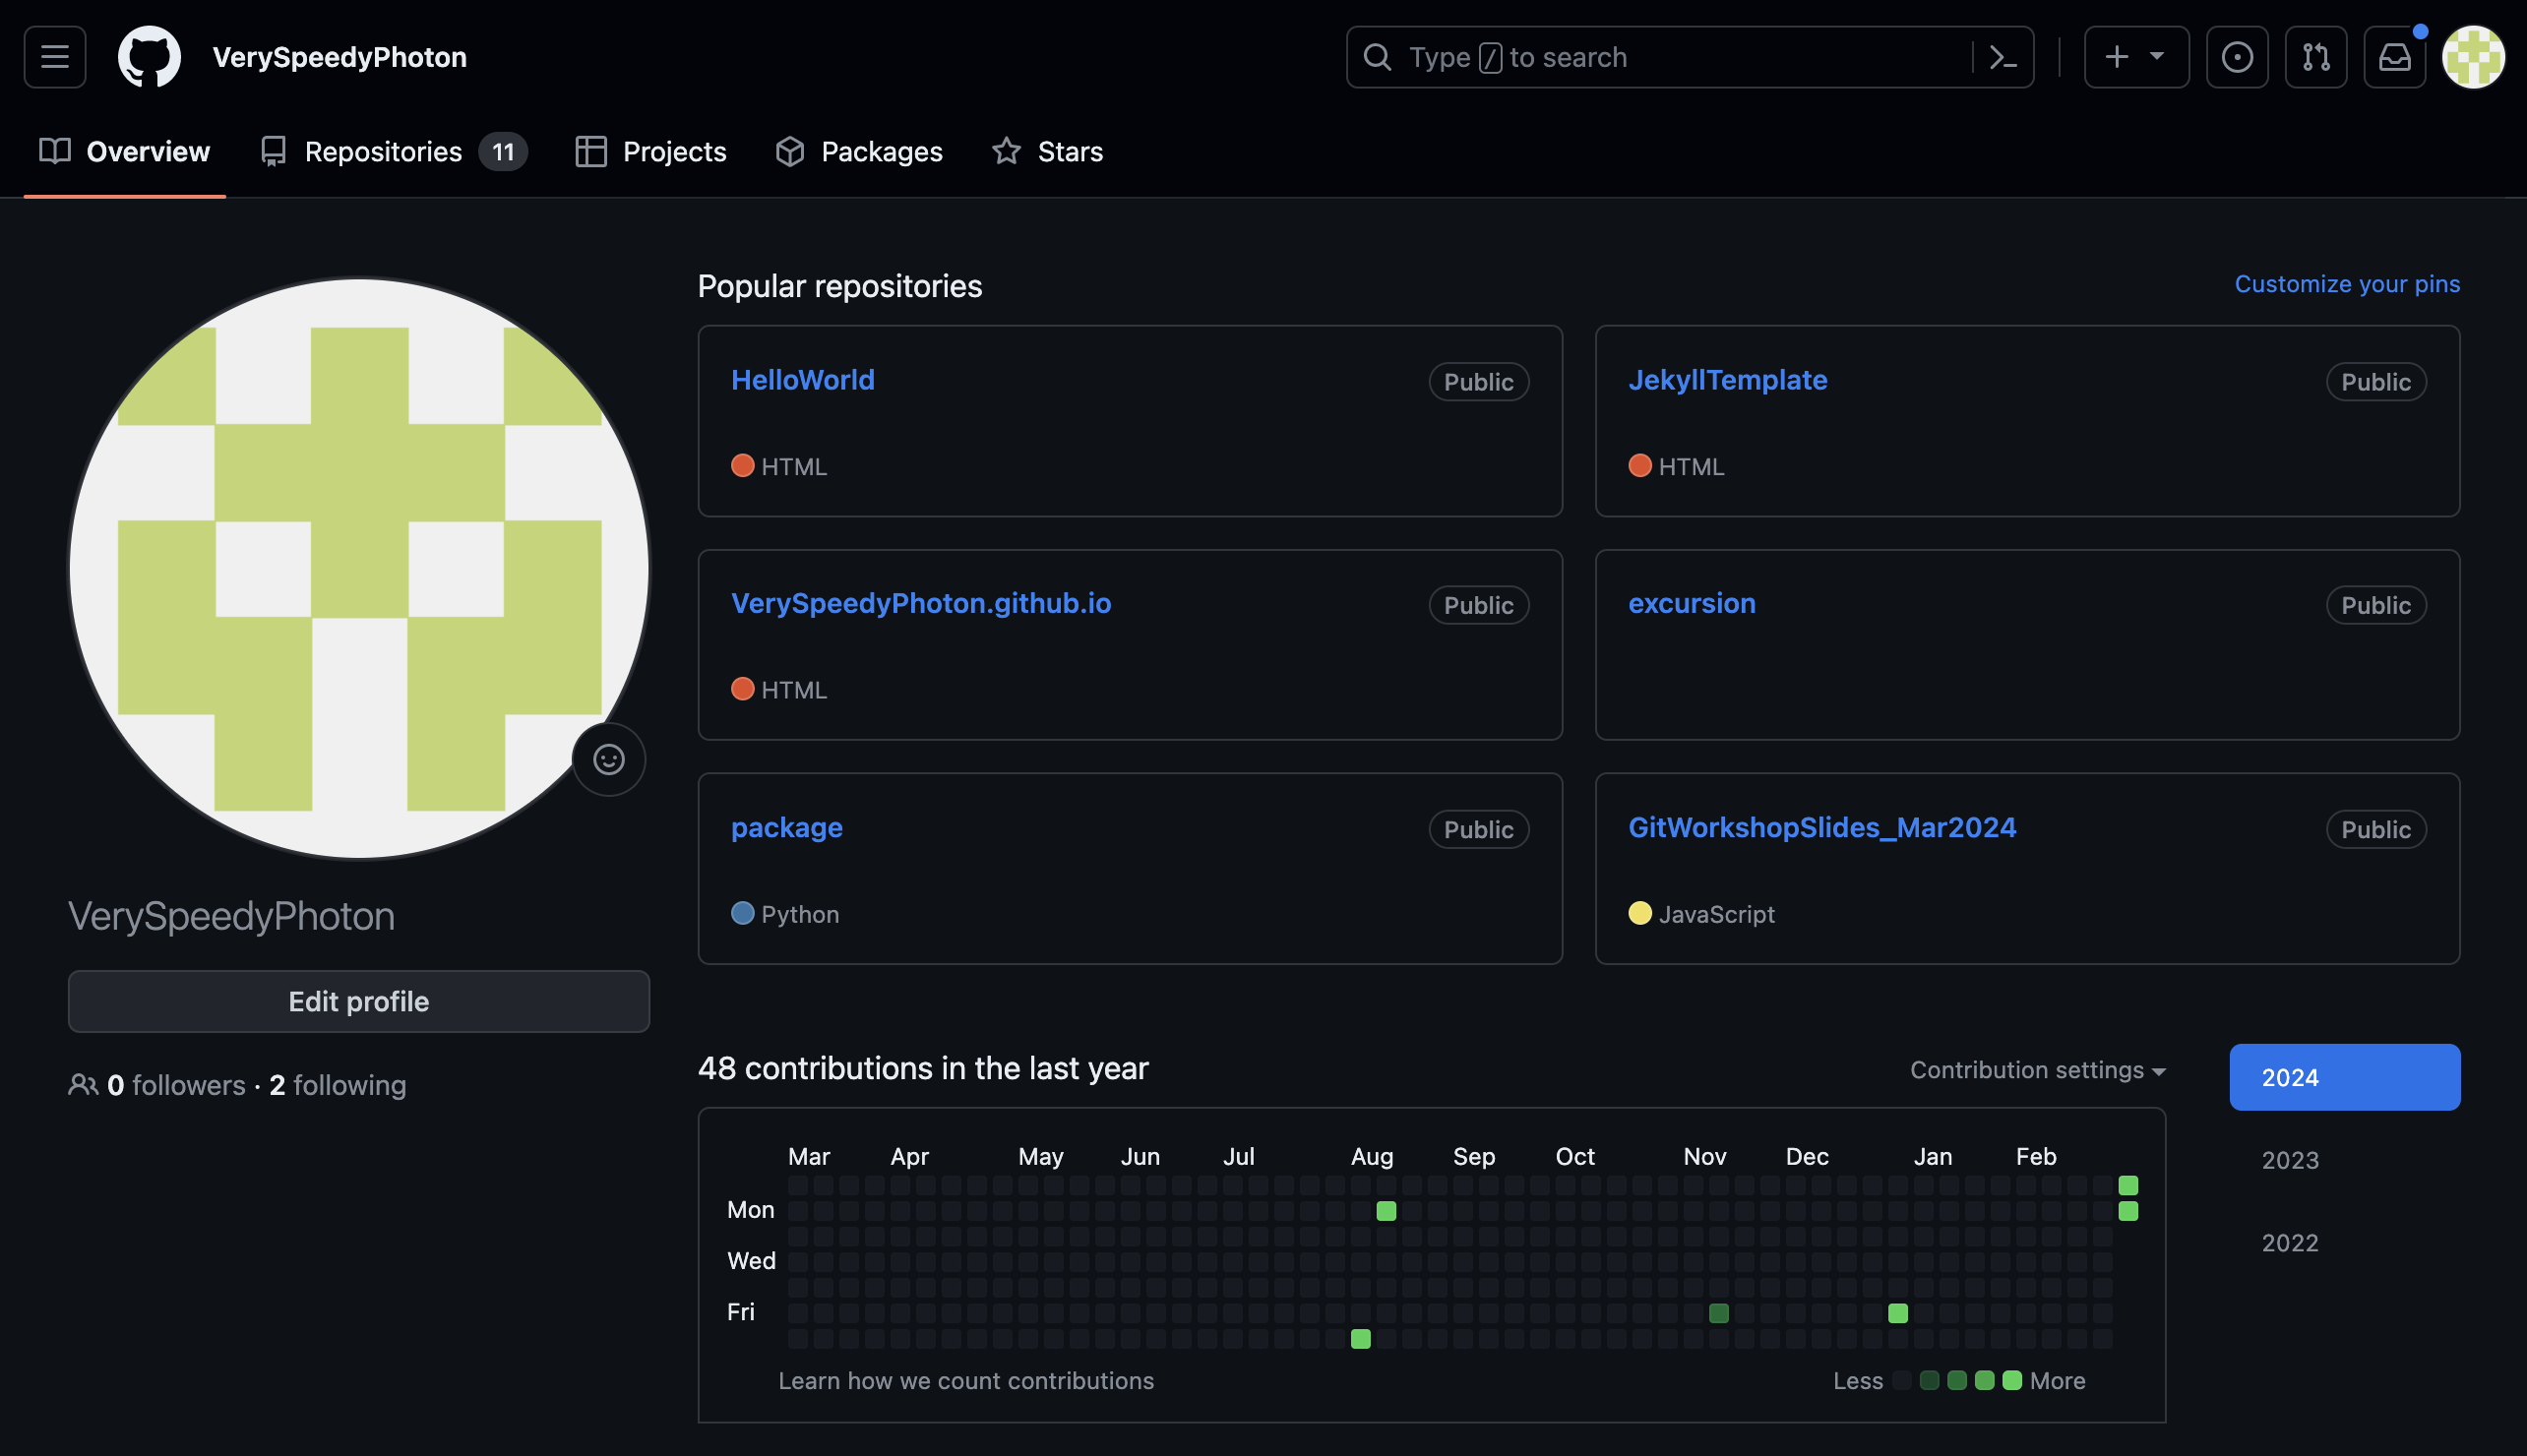 VerySpeedyPhoton
Type / to search
Overview
Repositories 11
Projects
Packages
Stars
VerySpeedyPhoton
Edit profile
0 followers · 2 following
Popular repositories
Customize your pins
HelloWorld
Public
HTML
JekyllTemplate
Public
HTML
VerySpeedyPhoton.github.io
Public
HTML
excursion
Public
package
Public
Python
GitWorkshopSlides_Mar2024
Public
JavaScript
48 contributions in the last year
Contribution settings
Mar Apr May Jun Jul Aug Sep Oct Nov Dec Jan Feb
Mon
Wed
Fri
Learn how we count contributions
Less
More
2024
2023
2022